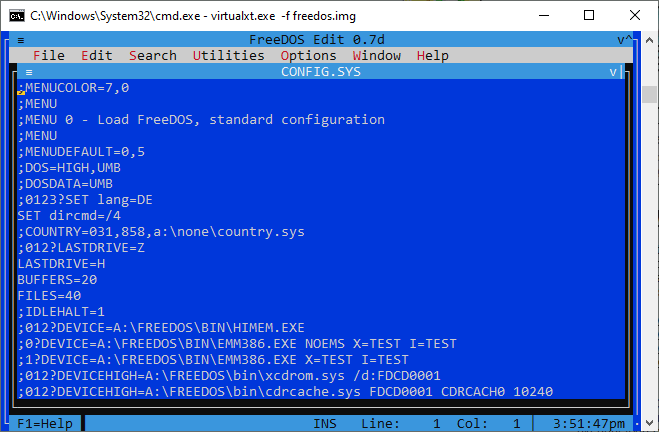 C:\Windows\System32\cmd.exe - virtualxt.exe -f freedos.img
FreeDOS Edit 0.7d
File Edit Search Utilities Options Window Help
CONFIG.SYS
;MENUCOLOR=7,0
;MENU
;MENU 0 - Load FreeDOS, standard configuration
;MENU
;MENUDEFAULT=0,5
;DOS=HIGH,UMB
;DOSDATA=UMB
;0123?SET lang=DE
SET dircmd=/4
;COUNTRY=031,858,a:\none\country.sys
;012?LASTDRIVE=Z
LASTDRIVE=H
BUFFERS=20
FILES=40
;IDLEHALT=1
;012?DEVICE=A:\FREEDOS\BIN\HIMEM.EXE
;0?DEVICE=A:\FREEDOS\BIN\EMM386.EXE NOEMS X=TEST I=TEST
;1?DEVICE=A:\FREEDOS\BIN\EMM386.EXE X=TEST I=TEST
;012?DEVICEHIGH=A:\FREEDOS\bin\xcdrom.sys /d:FDCD0001
;012?DEVICEHIGH=A:\FREEDOS\bin\cdrcache.sys FDCD0001 CDRCACH0 10240
F1=Help INS Line: 1 Col: 1 3:51:47pm